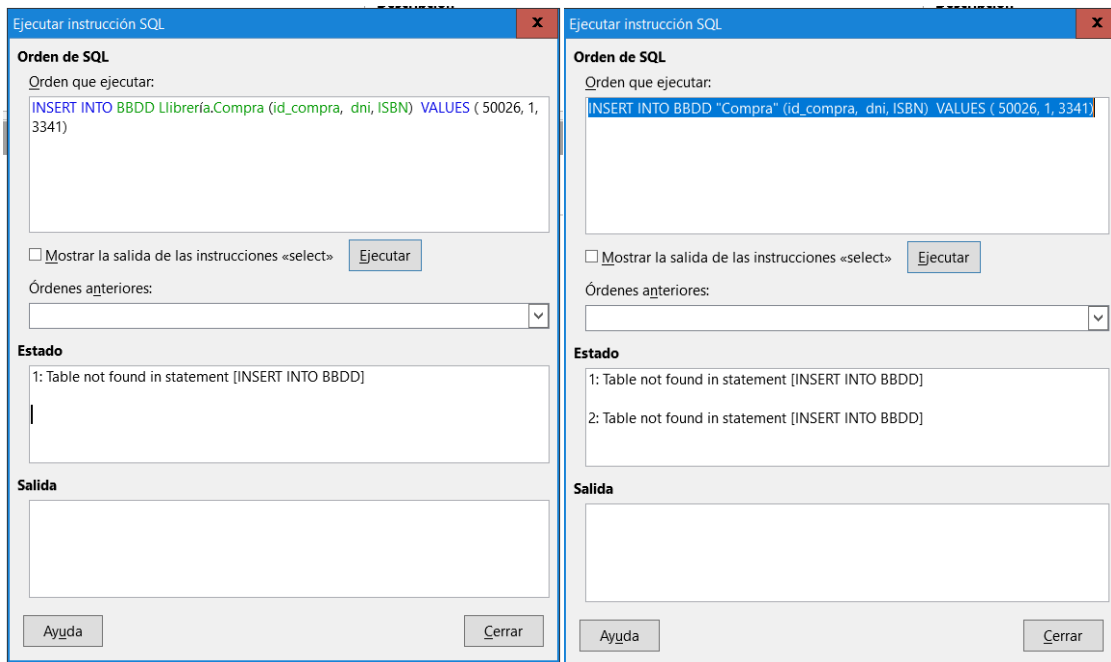 Ejecutar instrucción SQL
x
Orden de SQL
Orden que ejecutar:
INSERT INTO BBDD Llibrería.Compra (id_compra,  dni, ISBN)  VALUES ( 50026, 1,
3341)
Mostrar la salida de las instrucciones «select»
Ejecutar
Órdenes anteriores:
Estado
1: Table not found in statement [INSERT INTO BBDD]
Salida
Ayuda
Cerrar
Ejecutar instrucción SQL
x
Orden de SQL
Orden que ejecutar:
INSERT INTO BBDD "Compra" (id_compra,  dni, ISBN)  VALUES ( 50026, 1, 3341)
Mostrar la salida de las instrucciones «select»
Ejecutar
Órdenes anteriores:
Estado
1: Table not found in statement [INSERT INTO BBDD]
2: Table not found in statement [INSERT INTO BBDD]
Salida
Ayuda
Cerrar